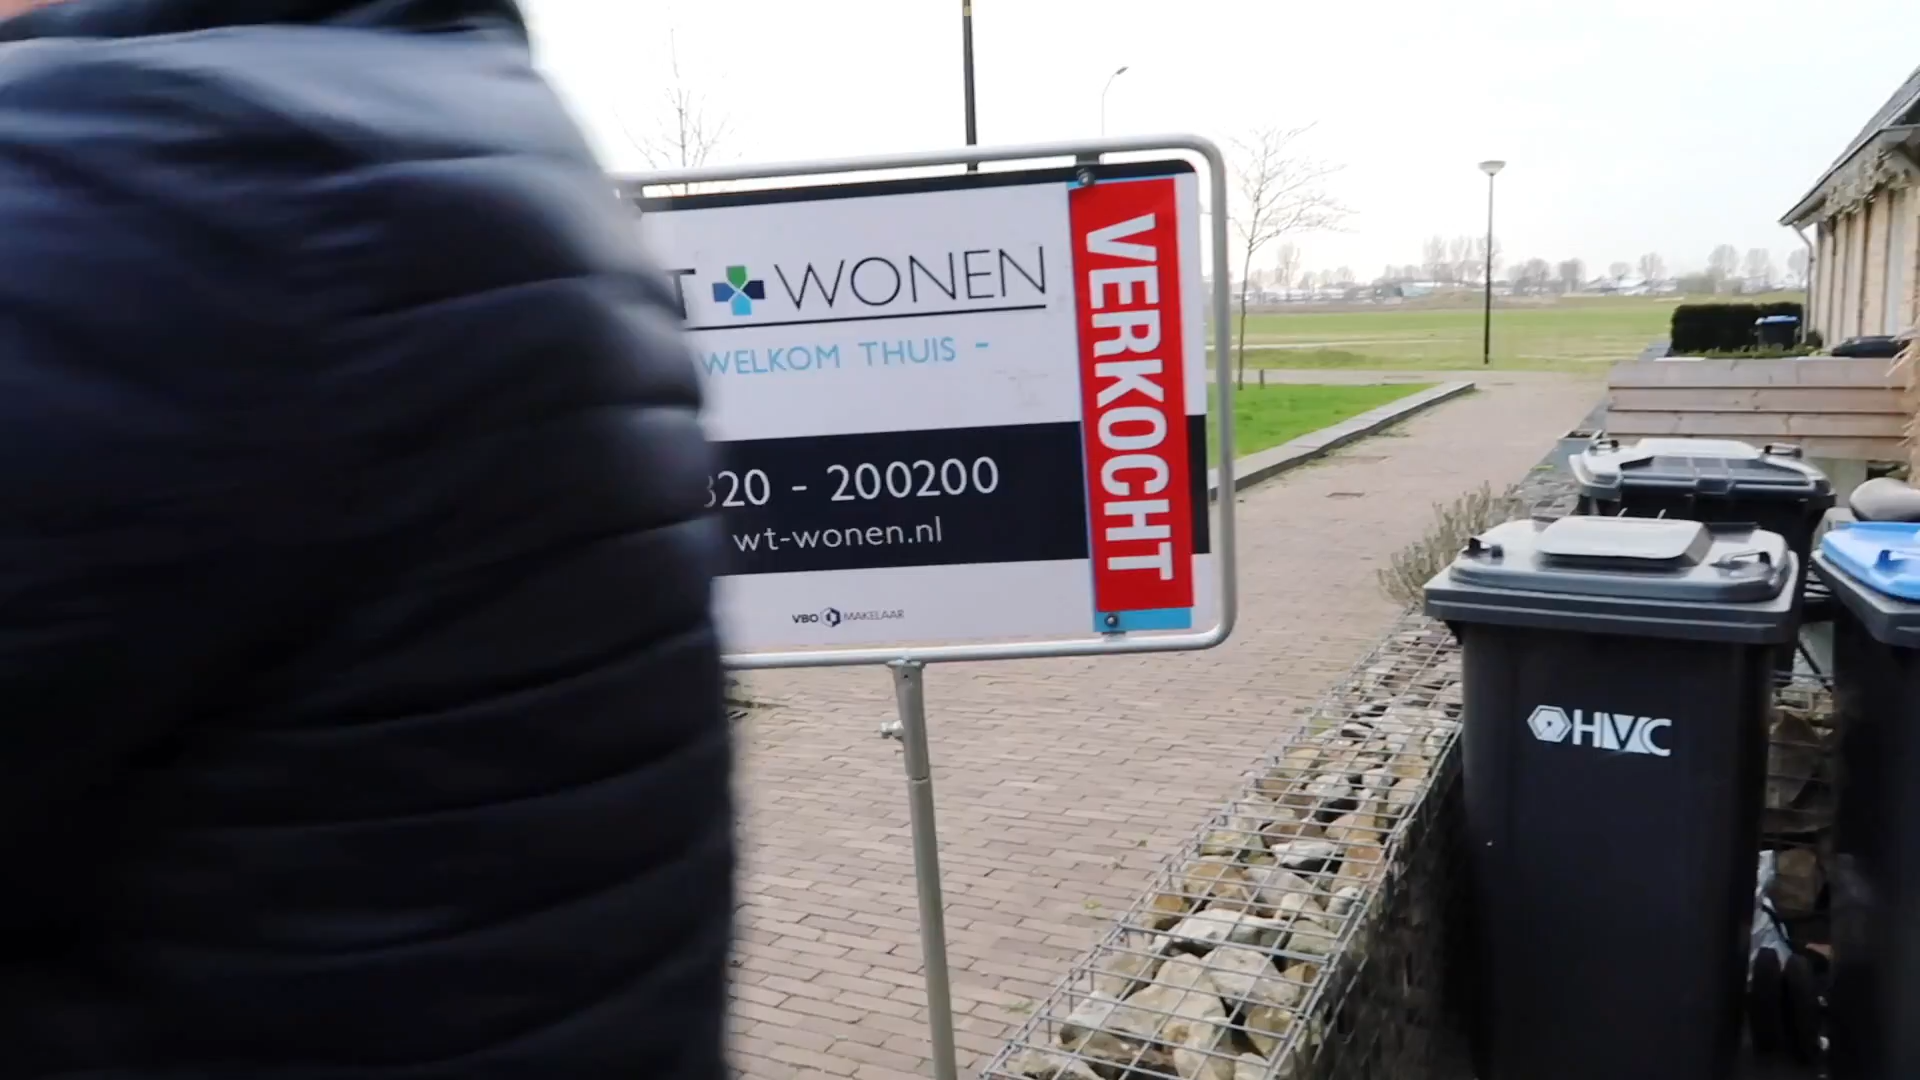 WONEN
WELKOM THUIS -
320 - 200200
wt-wonen.nl
VBO MAKELAAR
VERKOCHT
HVC